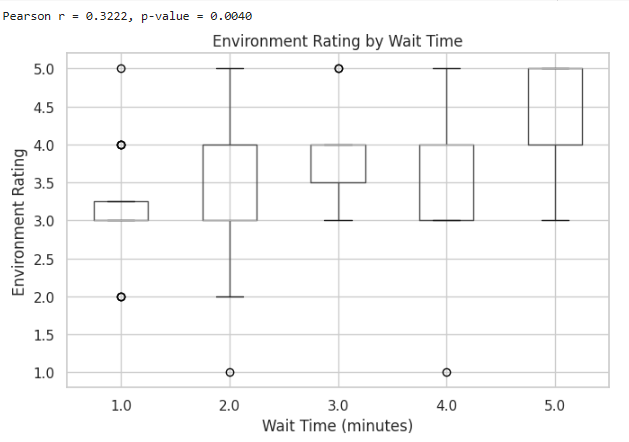 Pearson r = 0.3222, p-value = 0.0040
Environment Rating by Wait Time
5.0
4.5
4.0
3.5
3.0
2.5
2.0
1.5
1.0
Environment Rating
1.0 2.0 3.0 4.0 5.0
Wait Time (minutes)